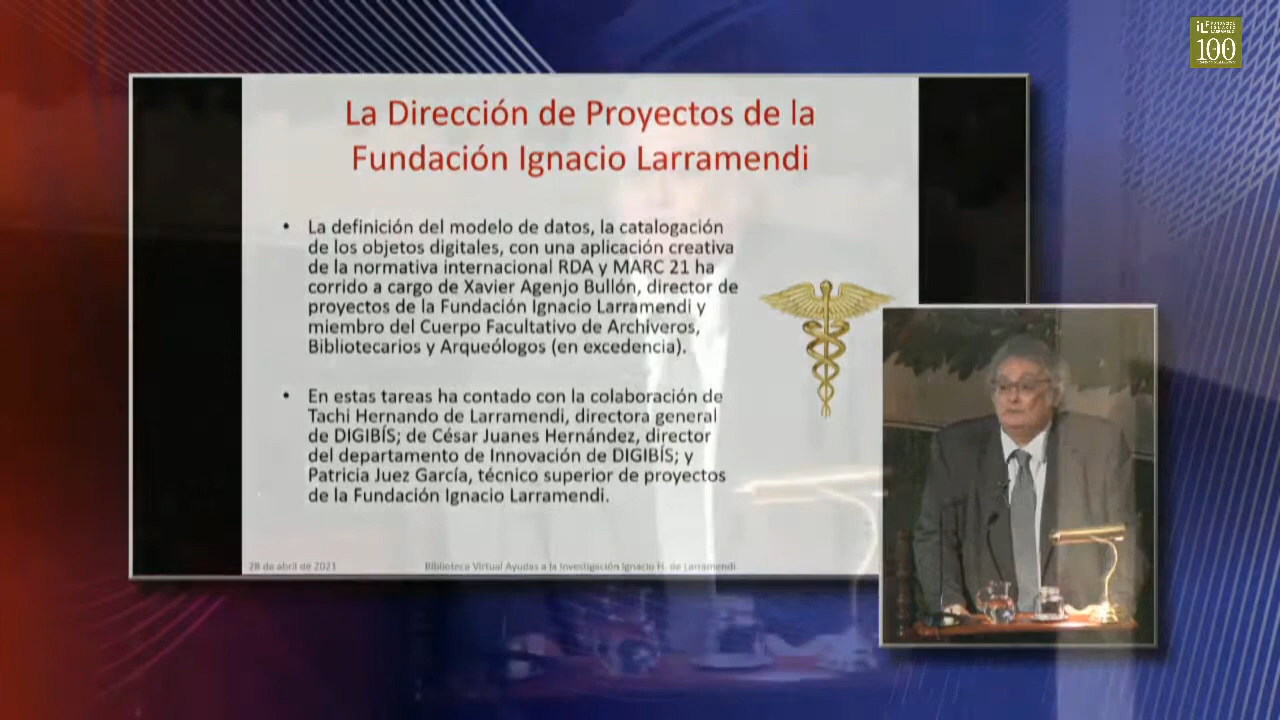 100
La Dirección de Proyectos de la
Fundación Ignacio Larramendi
• La definición del modelo de datos, la catalogación
de los objetos digitales, con una aplicación creativa
de la normativa internacional RDA y MARC 21 ha
corrido a cargo de Xavier Agenjo Bullón, director de
proyectos de la Fundación Ignacio Larramendi y
miembro del Cuerpo Facultativo de Archiveros,
Bibliotecarios y Arqueólogos (en excedencia).
• En estas tareas ha contado con la colaboración de
Tachi Hernando de Larramendi, directora general
de DIGIBÍS; de César Juanes Hernández, director
del departamento de Innovación de DIGIBÍS; y
Patricia Juez García, técnico superior de proyectos
de la Fundación Ignacio Larramendi.
28 de abril de 2021
Biblioteca Virtual Ayudas a la Investigación Ignacio H. de Larramendi